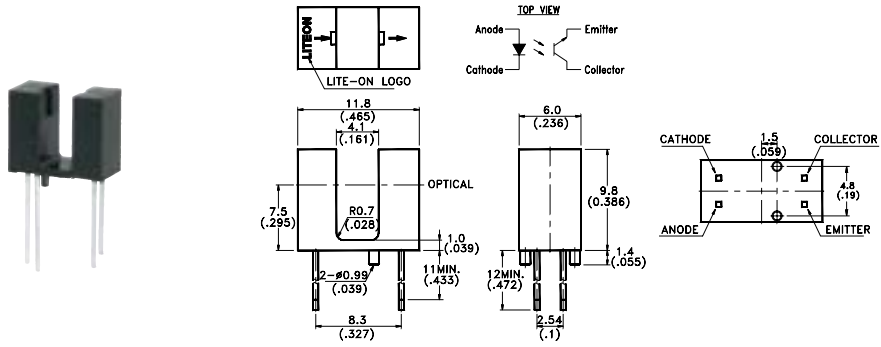 LITEON
LITE-ON LOGO
TOP VIEW
Anode
Emitter
Cathode
Collector
11.8
(.465)
4.1
(.161)
OPTICAL
7.5
(.295)
R0.7
(.028)
1.0
(.039)
2-ø0.99
(.039)
11MIN.
(.433)
8.3
(.327)
6.0
(.236)
9.8
(0.386)
1.4
(.055)
12MIN.
(.472)
2.54
(.1)
CATHODE
1.5
(.059)
COLLECTOR
4.8
(.19)
ANODE
EMITTER